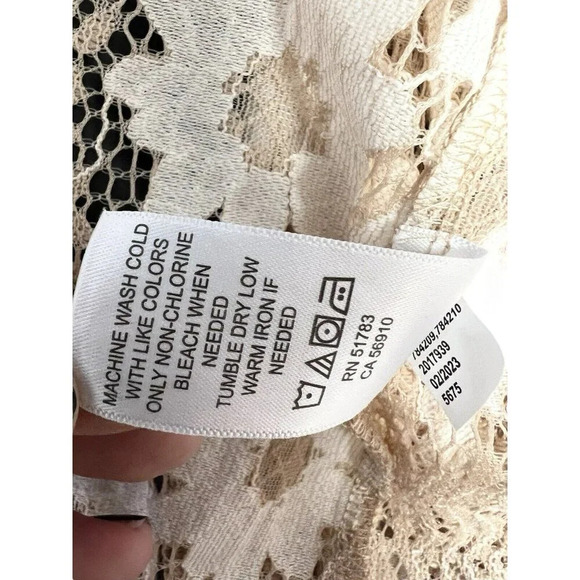 MACHINE WASH COLD
WITH LIKE COLORS
ONLY NON-CHLORINE
BLEACH WHEN
NEEDED
TUMBLE DRY LOW
WARM IRON IF
NEEDED
RN 51783
CA 56910
784209,784210
2017939
02/2023
5675